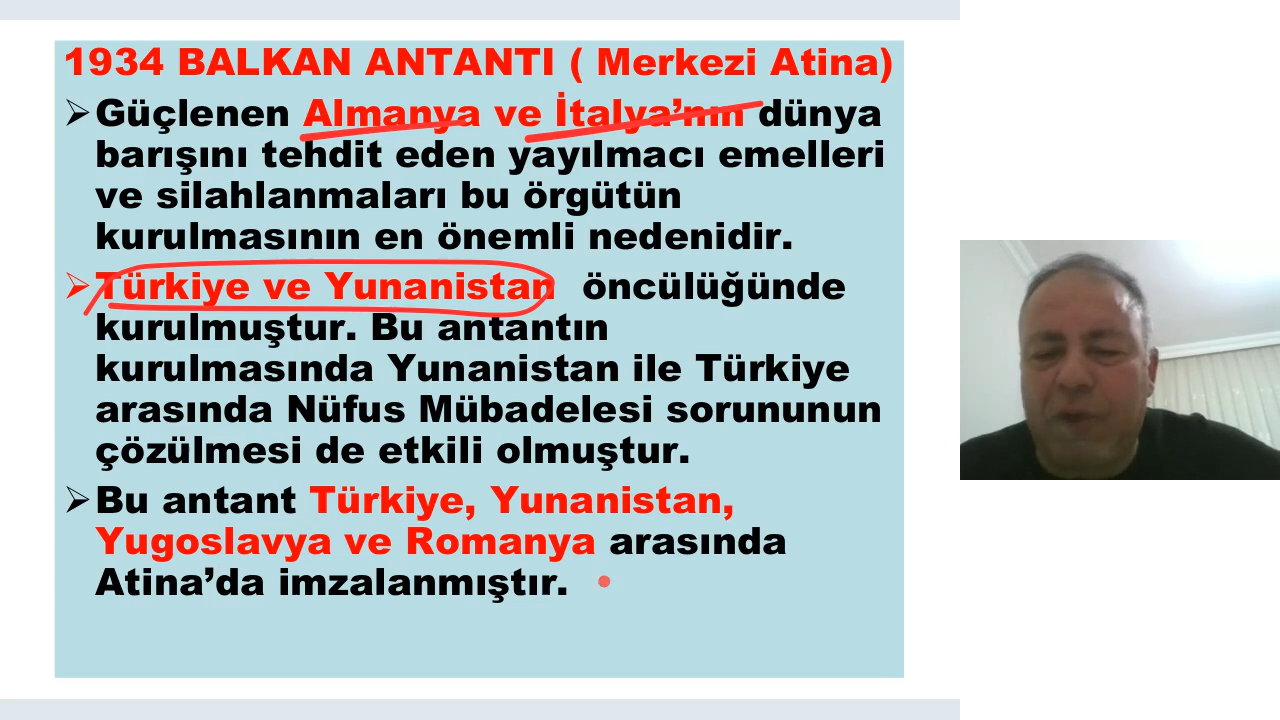 1934 BALKAN ANTANTI ( Merkezi Atina)
Güçlenen Almanya ve İtalya’nın dünya
barışını tehdit eden yayılmacı emelleri
ve silahlanmaları bu örgütün
kurulmasının en önemli nedenidir.
Türkiye ve Yunanistan öncülüğünde
kurulmuştur. Bu antantın
kurulmasında Yunanistan ile Türkiye
arasında Nüfus Mübadelesi sorununun
çözülmesi de etkili olmuştur.
Bu antant Türkiye, Yunanistan,
Yugoslavya ve Romanya arasında
Atina’da imzalanmıştır.